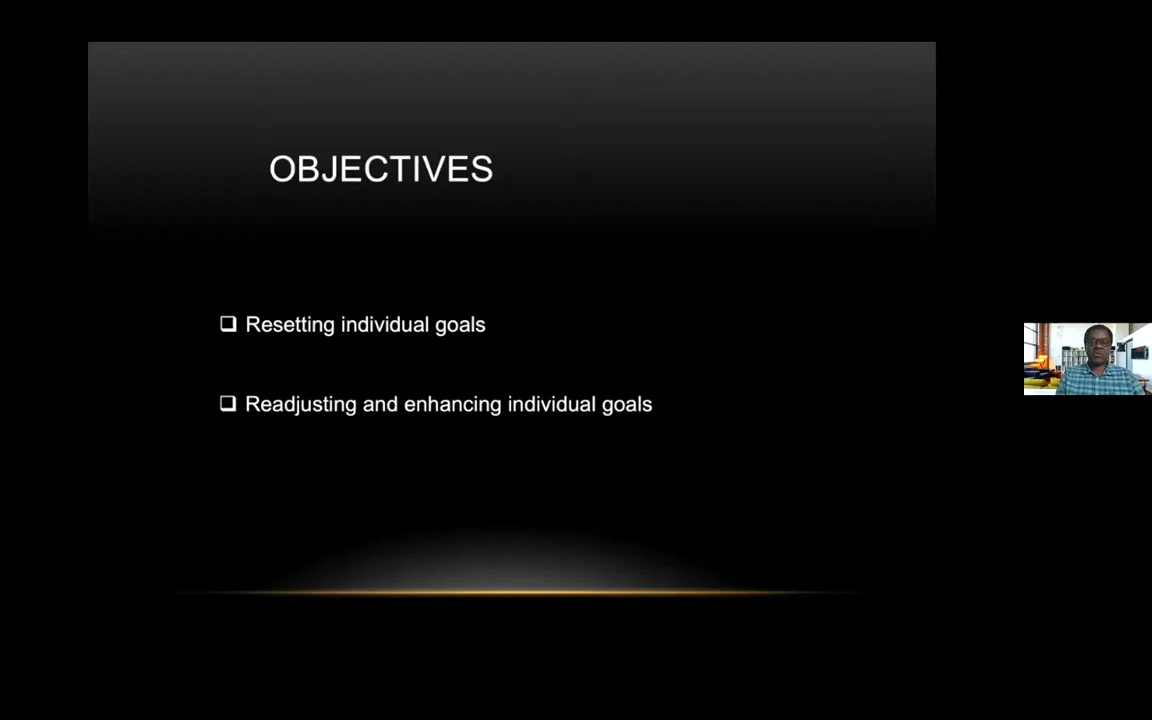 OBJECTIVES
❑ Resetting individual goals
❑ Readjusting and enhancing individual goals